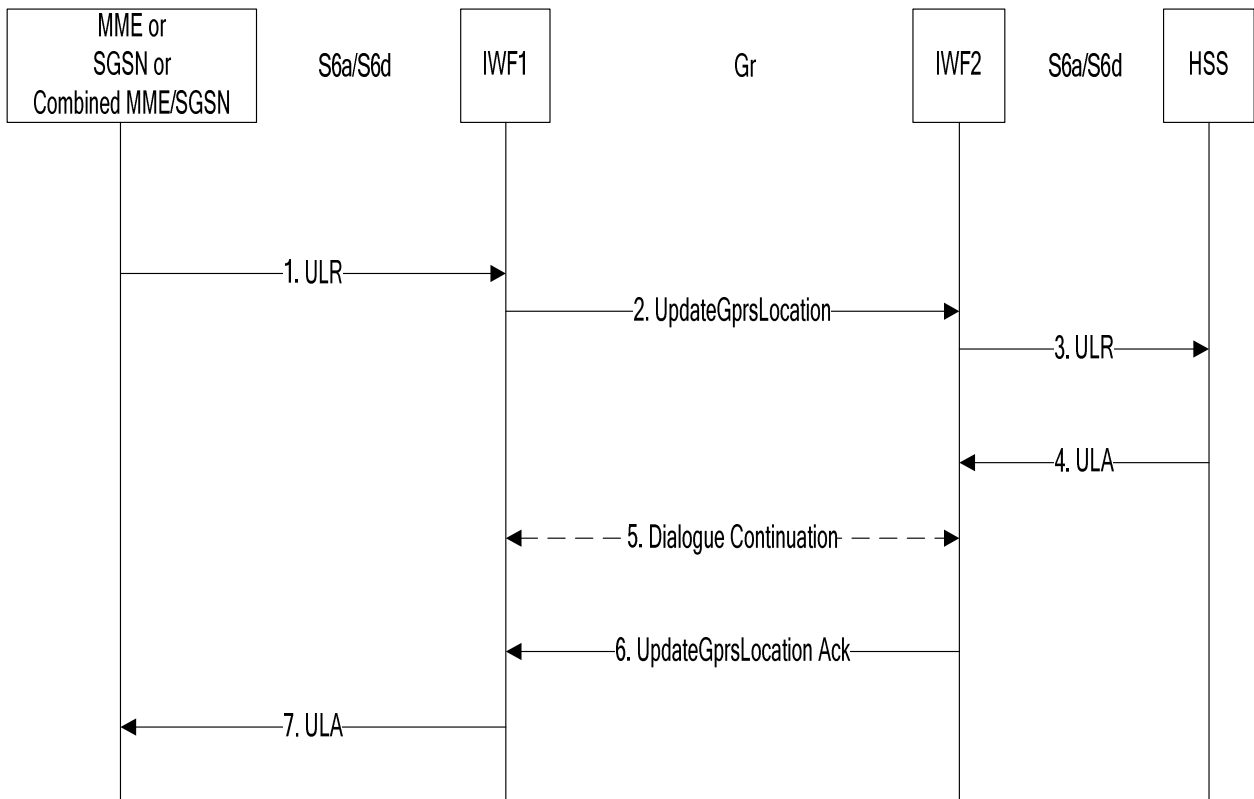 MME or
SGSN or
Combined MME/SGSN
S6a/S6d
IWF1
Gr
IWF2
S6a/S6d
HSS
1. ULR
2. UpdateGprsLocation
3. ULR
4. ULA
5. Dialogue Continuation
6. UpdateGprsLocation Ack
7. ULA